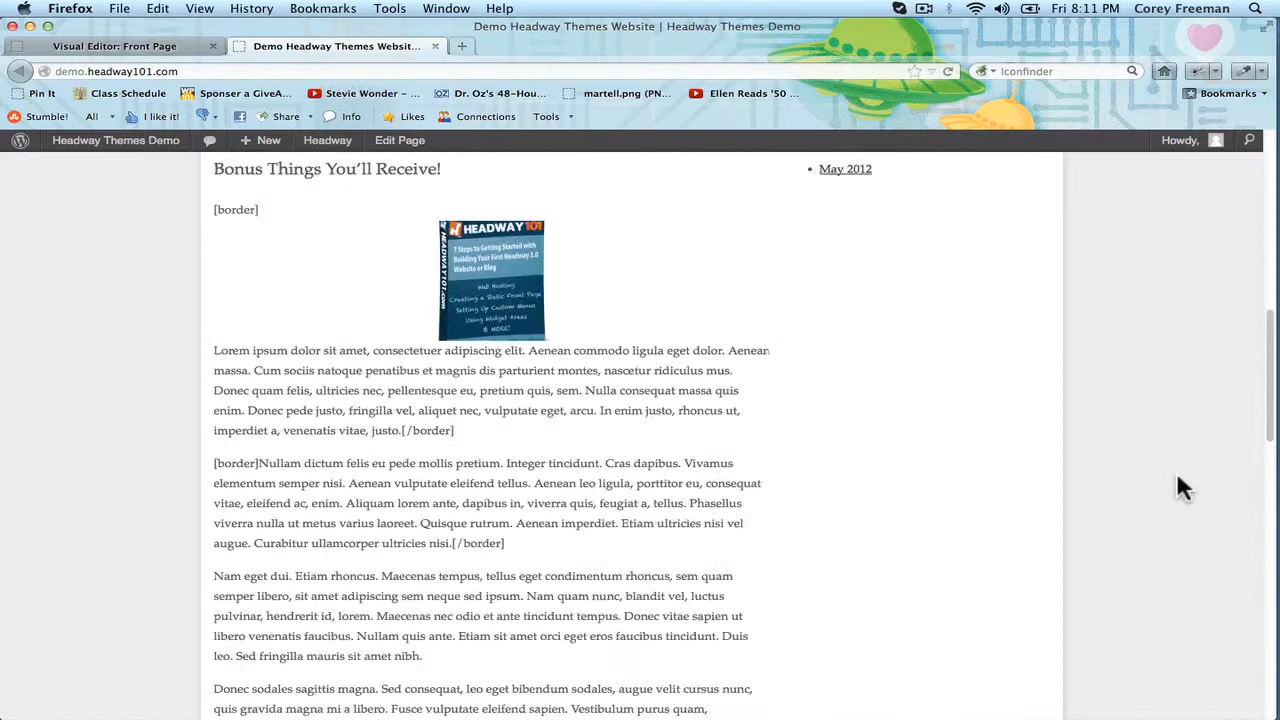 Firefox File Edit View History Bookmarks Tools Window Help Fri 8:11 PM Corey Freeman
Demo Headway Themes Website | Headway Themes Demo
Visual Editor: Front Page Demo Headway Themes Websit...
demo.headway101.com Iconfinder
Pin It Class Schedule Sponser a GiveA... Stevie Wonder – ... Dr. Oz's 48-Hou... martell.png (PN... Ellen Reads '50 ... Bookmarks
Stumble! All I like it! Share Info Likes Connections Tools
Headway Themes Demo New Headway Edit Page Howdy,
Bonus Things You'll Receive!
May 2012
[border]
HEADWAY 101
7 Steps to Getting Started with
Building Your First Headway 3.0
Website or Blog
Web Hosting
Creating a Static Front Page
Setting Up Custom Menus
Using Widget Areas
& MORE!
HEADWAY101.com
Lorem ipsum dolor sit amet, consectetuer adipiscing elit. Aenean commodo ligula eget dolor. Aenean
massa. Cum sociis natoque penatibus et magnis dis parturient montes, nascetur ridiculus mus.
Donec quam felis, ultricies nec, pellentesque eu, pretium quis, sem. Nulla consequat massa quis
enim. Donec pede justo, fringilla vel, aliquet nec, vulputate eget, arcu. In enim justo, rhoncus ut,
imperdiet a, venenatis vitae, justo.[/border]
[border]Nullam dictum felis eu pede mollis pretium. Integer tincidunt. Cras dapibus. Vivamus
elementum semper nisi. Aenean vulputate eleifend tellus. Aenean leo ligula, porttitor eu, consequat
vitae, eleifend ac, enim. Aliquam lorem ante, dapibus in, viverra quis, feugiat a, tellus. Phasellus
viverra nulla ut metus varius laoreet. Quisque rutrum. Aenean imperdiet. Etiam ultricies nisi vel
augue. Curabitur ullamcorper ultricies nisi.[/border]
Nam eget dui. Etiam rhoncus. Maecenas tempus, tellus eget condimentum rhoncus, sem quam
semper libero, sit amet adipiscing sem neque sed ipsum. Nam quam nunc, blandit vel, luctus
pulvinar, hendrerit id, lorem. Maecenas nec odio et ante tincidunt tempus. Donec vitae sapien ut
libero venenatis faucibus. Nullam quis ante. Etiam sit amet orci eget eros faucibus tincidunt. Duis
leo. Sed fringilla mauris sit amet nibh.
Donec sodales sagittis magna. Sed consequat, leo eget bibendum sodales, augue velit cursus nunc,
quis gravida magna mi a libero. Fusce vulputate eleifend sapien. Vestibulum purus quam,